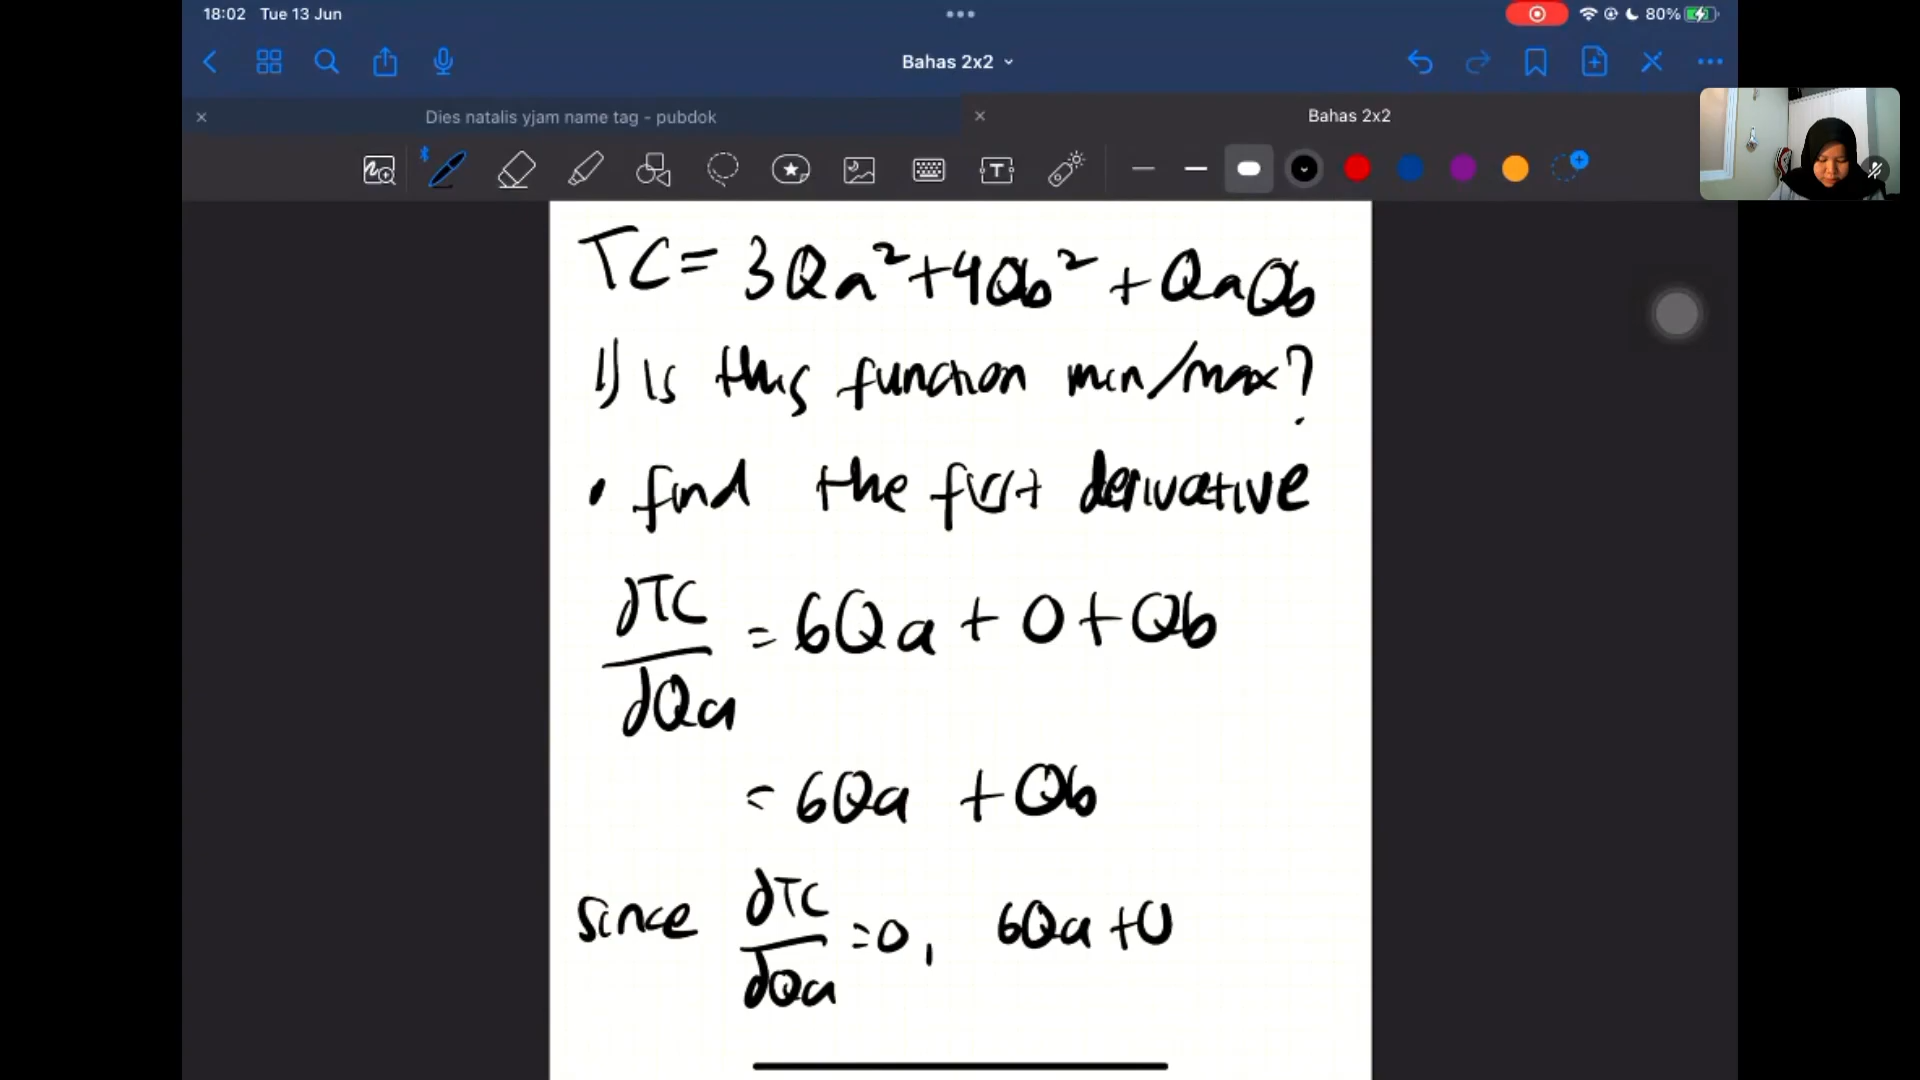 18:02 Tue 13 Jun
80%
Bahas 2x2
Dies natalis yjam name tag - pubdok
Bahas 2x2
TC = 3Qa² + 4Qb² + QaQb
1) Is this function min/max?
• find the first derivative
∂TC/∂Qa = 6Qa + 0 + Qb
= 6Qa + Qb
since ∂TC/∂Qa = 0, 6Qa + 0